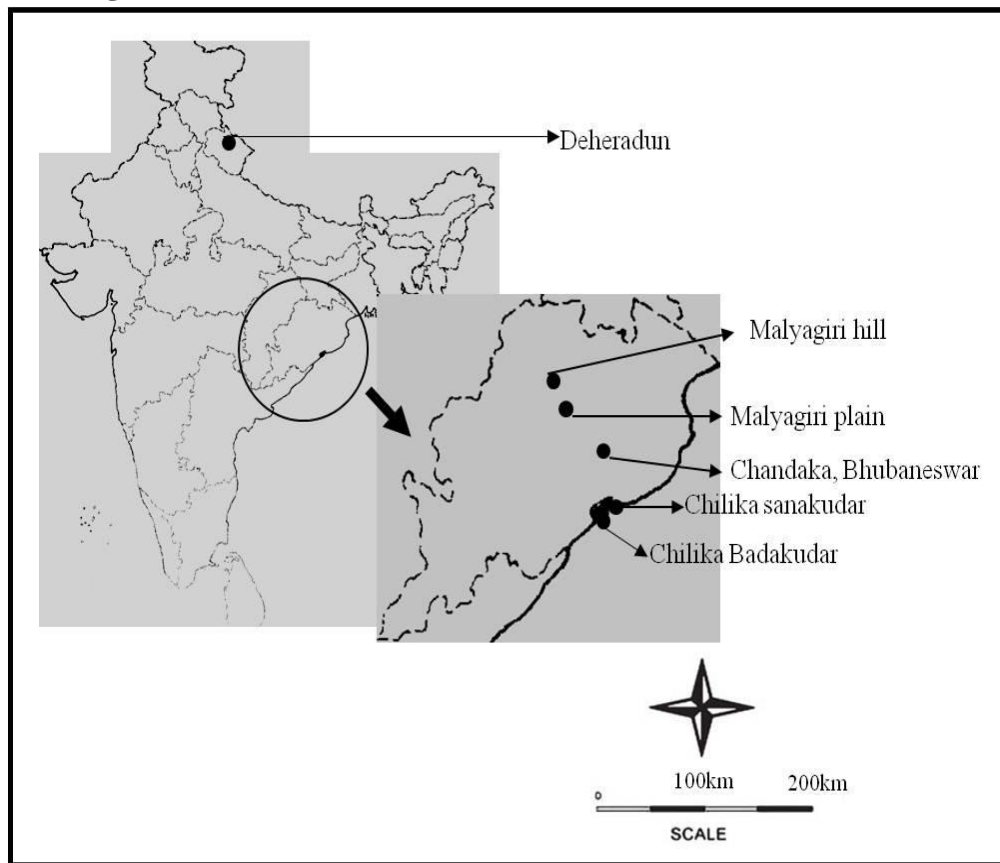 Deheradun
Malyagiri hill
Malyagiri plain
Chandaka, Bhubaneswar
Chilika sanakudar
Chilika Badakudar
0 100km 200km
SCALE